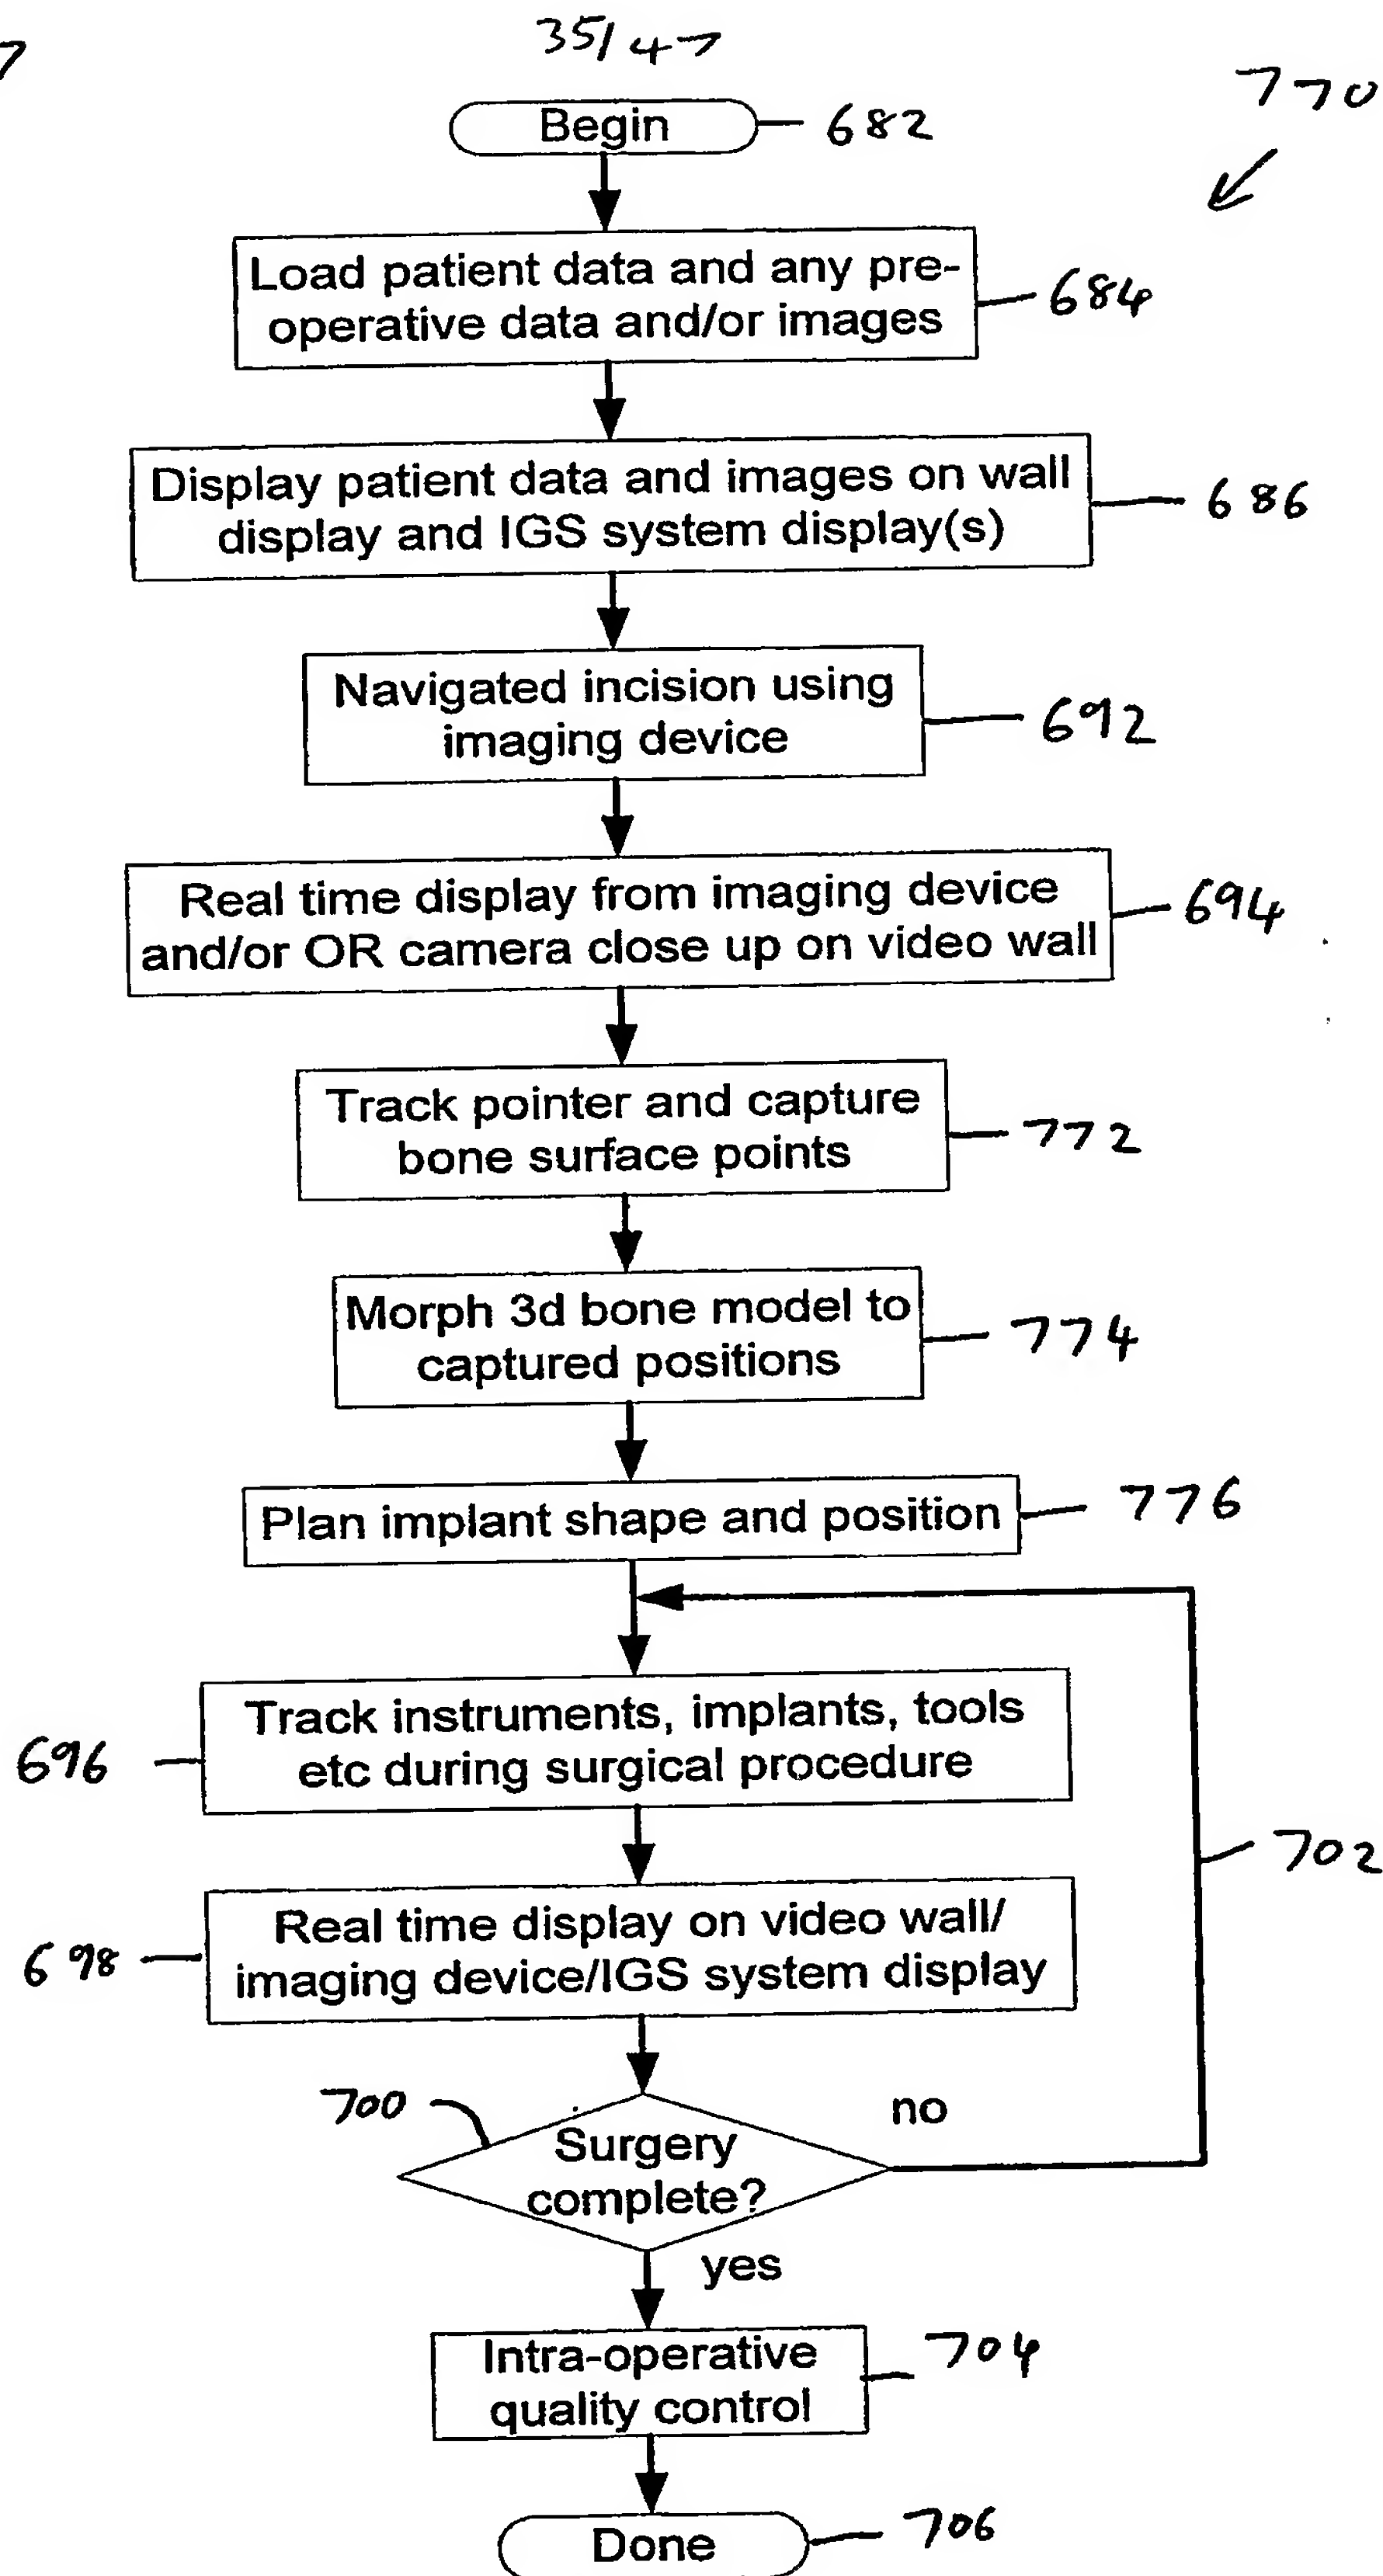 7
35/47
770
Begin
682
Load patient data and any pre-
operative data and/or images
684
Display patient data and images on wall
display and IGS system display(s)
686
Navigated incision using
imaging device
692
Real time display from imaging device
and/or OR camera close up on video wall
694
Track pointer and capture
bone surface points
772
Morph 3d bone model to
captured positions
774
Plan implant shape and position
776
Track instruments, implants, tools
etc during surgical procedure
696
702
Real time display on video wall/
imaging device/IGS system display
698
700
no
Surgery
complete?
yes
Intra-operative
quality control
704
Done
706